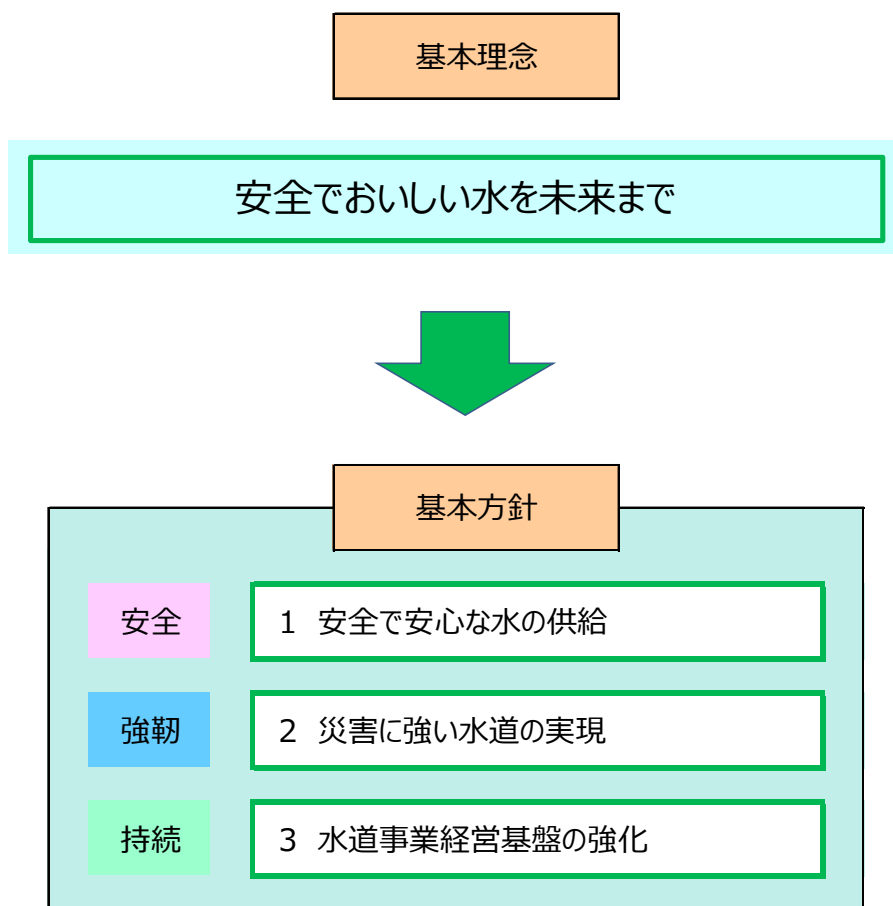 基本理念
安全でおいしい水を未来まで
基本方針
安全
1 安全で安心な水の供給
強靭
2 災害に強い水道の実現
持続
3 水道事業経営基盤の強化